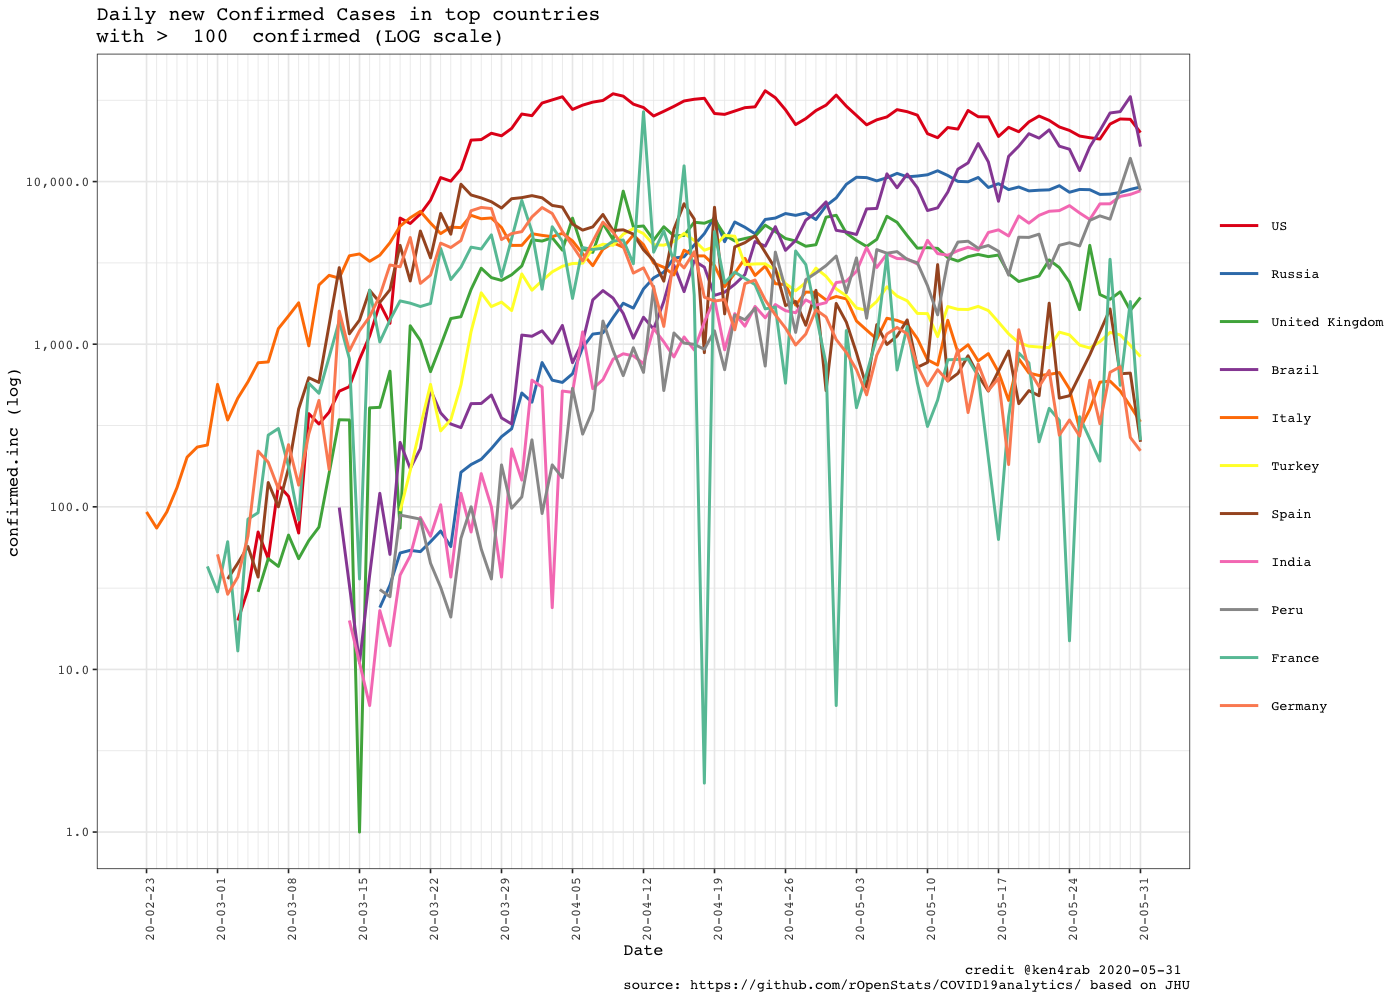 Daily new Confirmed Cases in top countries
with >  100  confirmed (LOG scale)
confirmed.inc (log)
10,000.0
1,000.0
100.0
10.0
1.0
20-02-23
20-03-01
20-03-08
20-03-15
20-03-22
20-03-29
20-04-05
20-04-12
20-04-19
20-04-26
20-05-03
20-05-10
20-05-17
20-05-24
20-05-31
Date
US
Russia
United Kingdom
Brazil
Italy
Turkey
Spain
India
Peru
France
Germany
credit @ken4rab 2020-05-31
source: https://github.com/rOpenStats/COVID19analytics/ based on JHU